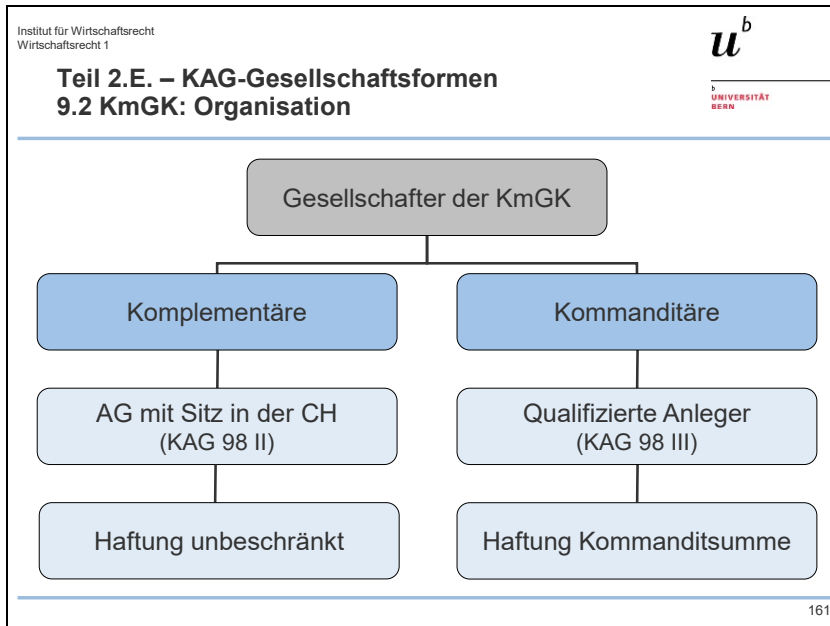 Institut für Wirtschaftsrecht
Wirtschaftsrecht 1
u
b
b
UNIVERSITÄT
BERN
Teil 2.E. – KAG-Gesellschaftsformen
9.2 KmGK: Organisation
Gesellschafter der KmGK
Komplementäre
Kommanditäre
AG mit Sitz in der CH
(KAG 98 II)
Qualifizierte Anleger
(KAG 98 III)
Haftung unbeschränkt
Haftung Kommanditsumme
161